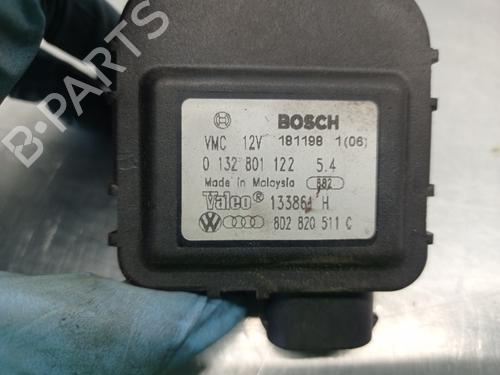 BOSCH
VMC 12V 181198 1(06)
0 132 801 122 5.4
Made in Malaysia 882
Valeo® 133861 H
8D2 820 511 C
B-PARTS